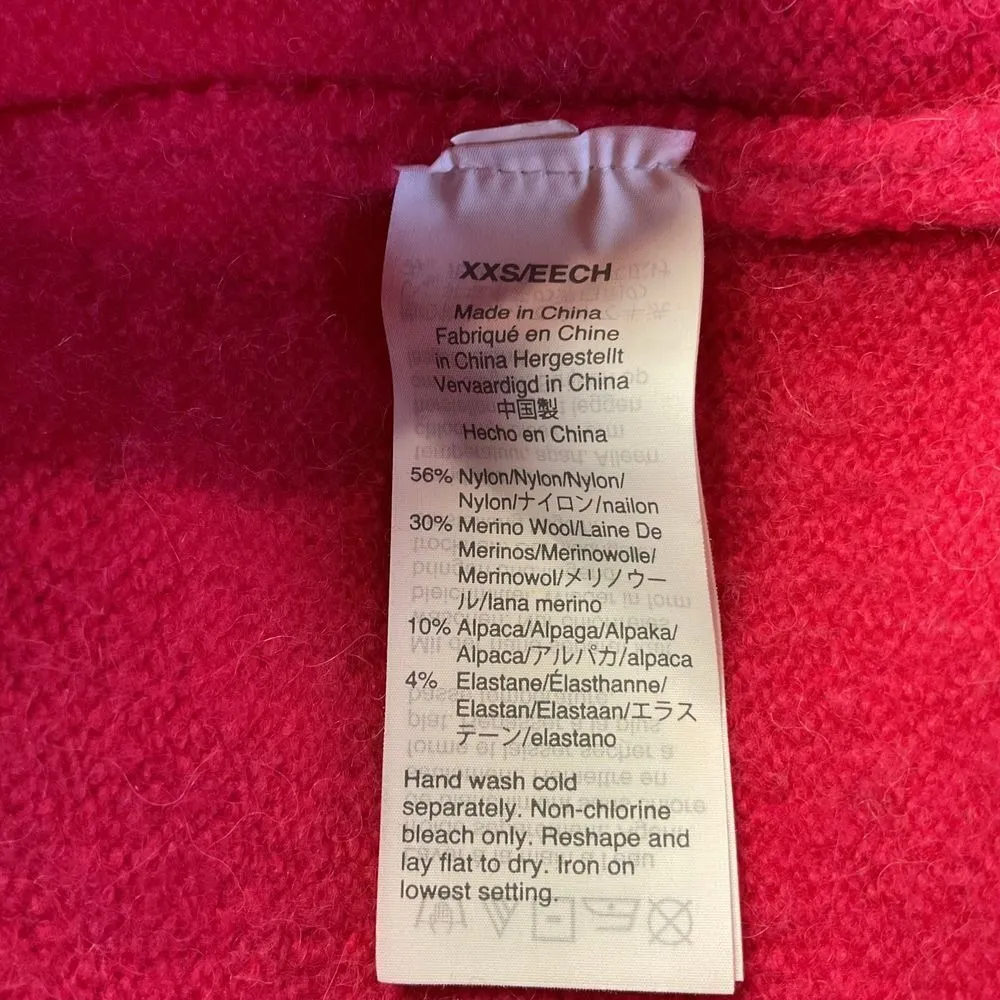 XXS/EECH
Made in China
Fabriqué en Chine
in China Hergestellt
Vervaardigd in China
中国製
Hecho en China
56% Nylon/Nylon/Nylon/
Nylon/ナイロン/nailon
30% Merino Wool/Laine De
Merinos/Merinowolle/
Merinowol/メリノウー
ル/lana merino
10% Alpaca/Alpaga/Alpaka/
Alpaca/アルパカ/alpaca
4% Elastane/Élasthanne/
Elastan/Elastaan/エラス
テーン/elastano
Hand wash cold
separately. Non-chlorine
bleach only. Reshape and
lay flat to dry. Iron on
lowest setting.